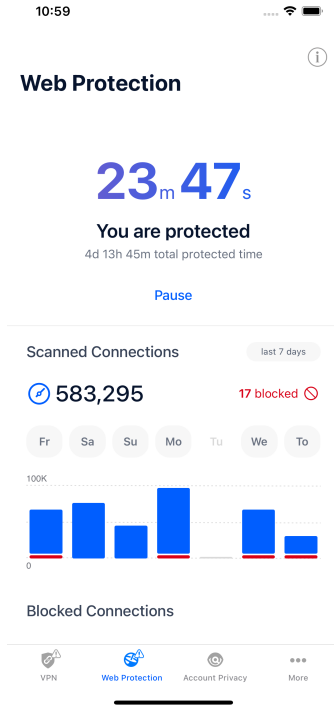 10:59
Web Protection
23m 47s
You are protected
4d 13h 45m total protected time
Pause
Scanned Connections last 7 days
583,295 17 blocked
Fr Sa Su Mo Tu We To
100K
0
Blocked Connections
VPN Web Protection Account Privacy More